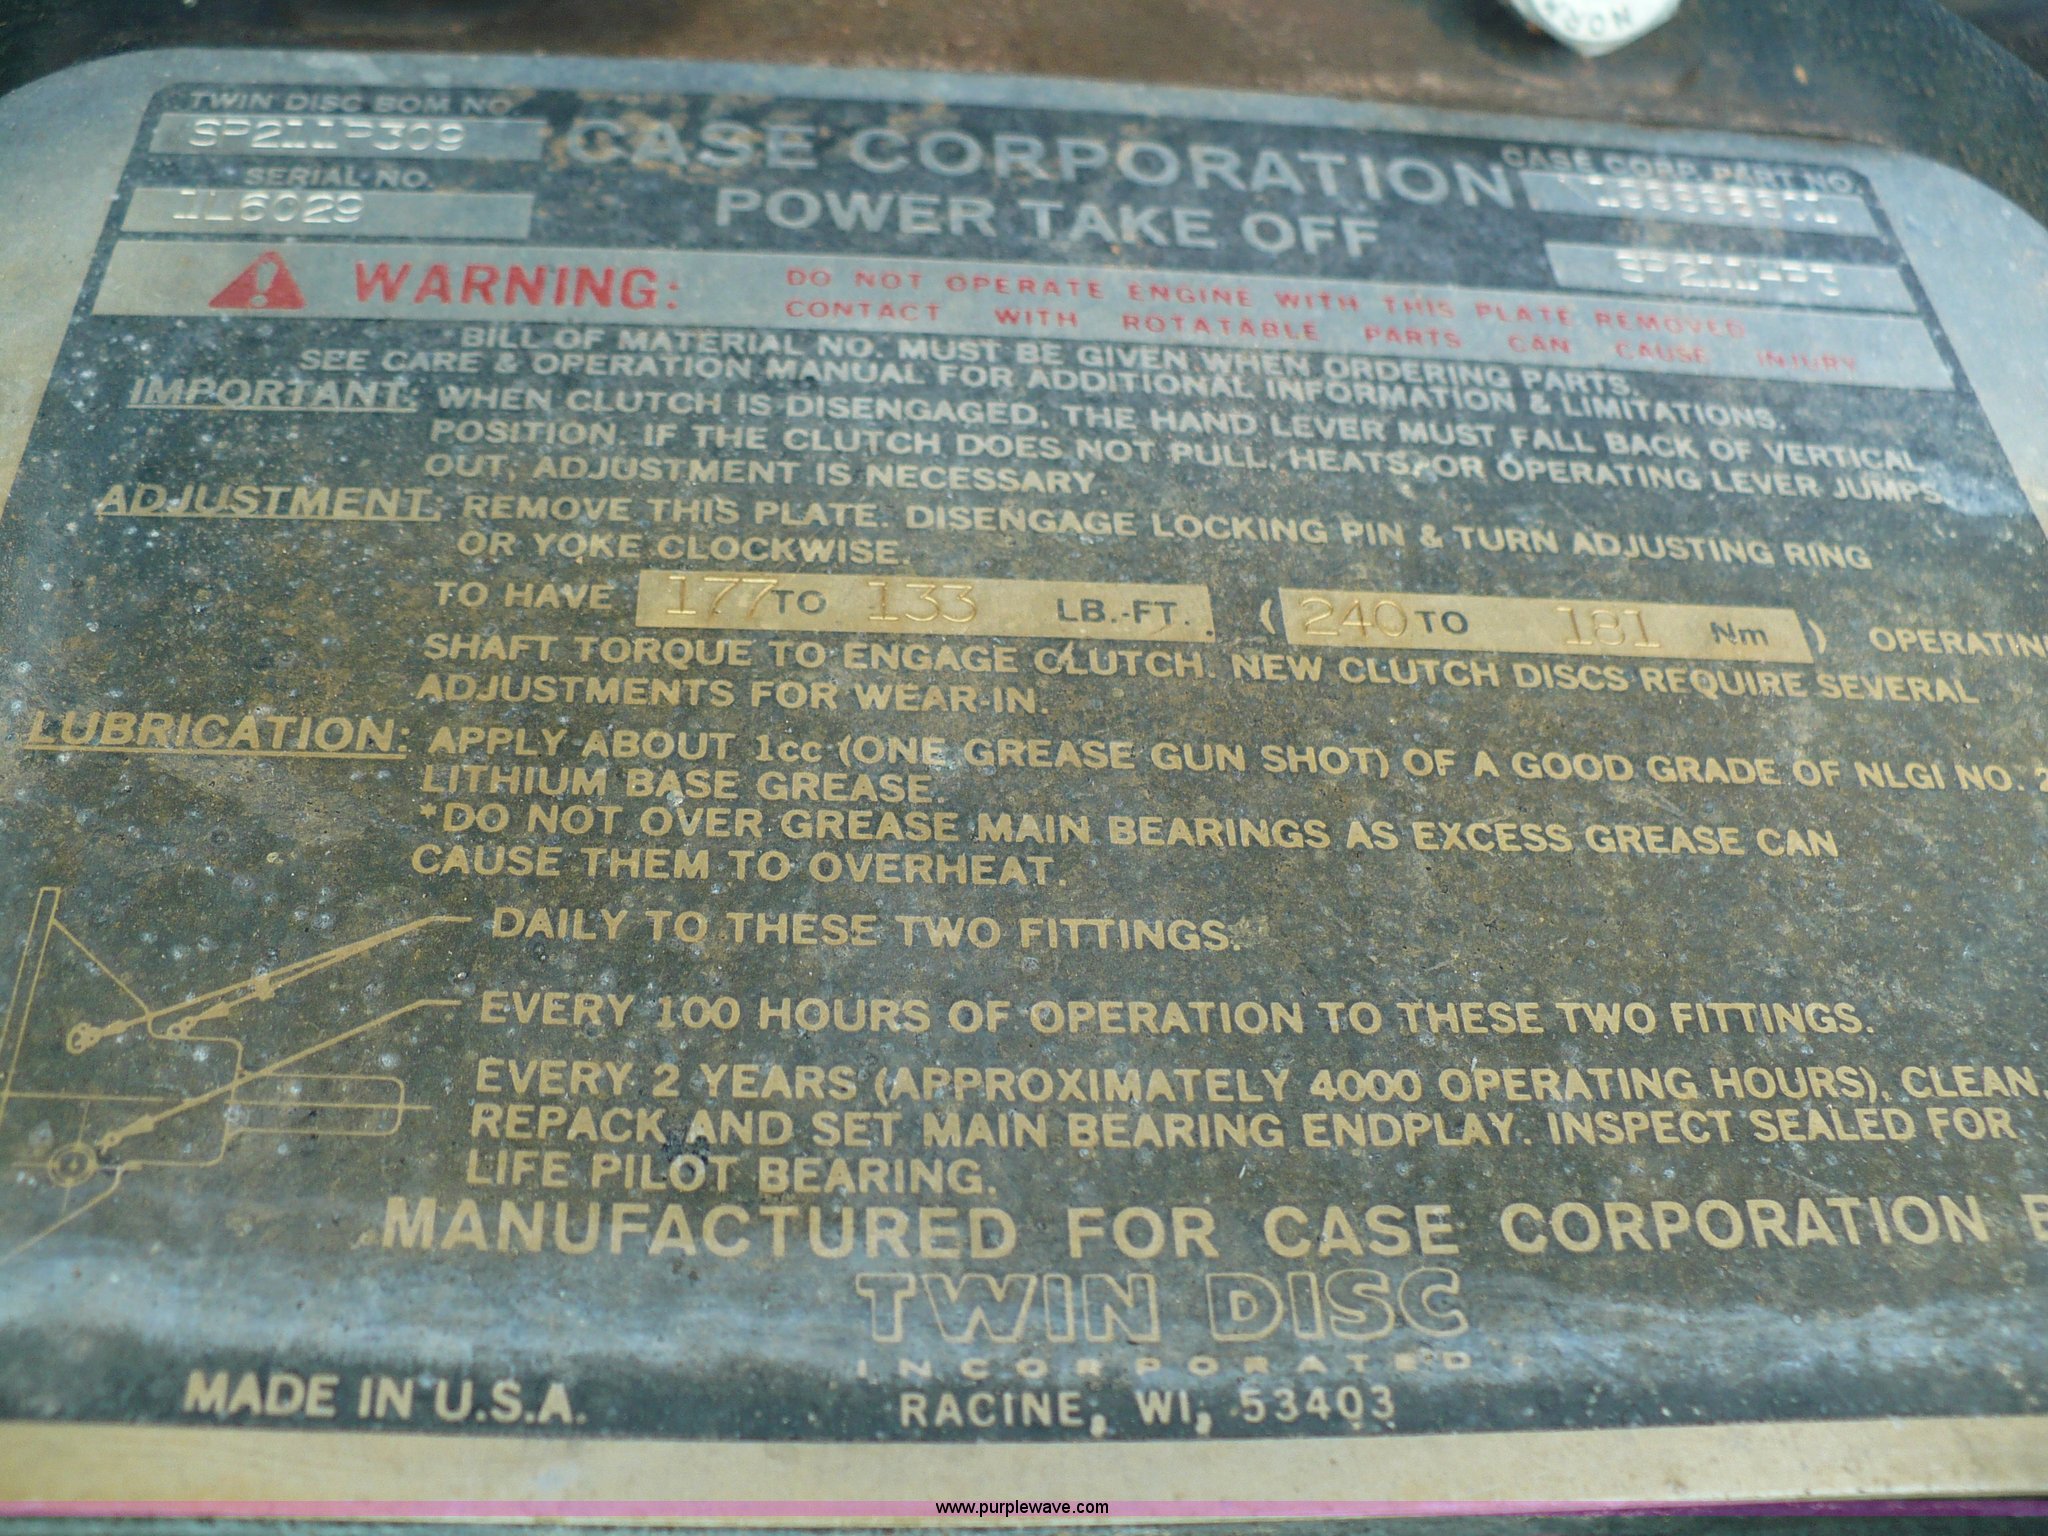 TWIN DISC BOM NO.
SP211P309
SERIAL NO.
1L6029
CASE CORPORATION
POWER TAKE OFF
CASE CORP. PART NO.
WARNING:
DO NOT OPERATE ENGINE WITH THIS PLATE REMOVED
CONTACT WITH ROTATABLE PARTS CAN CAUSE INJURY
BILL OF MATERIAL NO. MUST BE GIVEN WHEN ORDERING PARTS.
SEE CARE & OPERATION MANUAL FOR ADDITIONAL INFORMATION & LIMITATIONS.
IMPORTANT: WHEN CLUTCH IS DISENGAGED, THE HAND LEVER MUST FALL BACK OF VERTICAL
POSITION. IF THE CLUTCH DOES NOT PULL, HEATS, OR OPERATING LEVER JUMPS
OUT, ADJUSTMENT IS NECESSARY.
ADJUSTMENT: REMOVE THIS PLATE. DISENGAGE LOCKING PIN & TURN ADJUSTING RING
OR YOKE CLOCKWISE.
TO HAVE 177 TO 133 LB.-FT. (240 TO 181 Nm) OPERATIN
SHAFT TORQUE TO ENGAGE CLUTCH. NEW CLUTCH DISCS REQUIRE SEVERAL
ADJUSTMENTS FOR WEAR-IN.
LUBRICATION: APPLY ABOUT 1cc (ONE GREASE GUN SHOT) OF A GOOD GRADE OF NLGI NO. 2
LITHIUM BASE GREASE.
*DO NOT OVER GREASE MAIN BEARINGS AS EXCESS GREASE CAN
CAUSE THEM TO OVERHEAT.
DAILY TO THESE TWO FITTINGS.
EVERY 100 HOURS OF OPERATION TO THESE TWO FITTINGS.
EVERY 2 YEARS (APPROXIMATELY 4000 OPERATING HOURS), CLEAN,
REPACK AND SET MAIN BEARING ENDPLAY. INSPECT SEALED FOR
LIFE PILOT BEARING.
MANUFACTURED FOR CASE CORPORATION B
TWIN DISC
INCORPORATED
RACINE, WI, 53403
MADE IN U.S.A.
www.purplewave.com